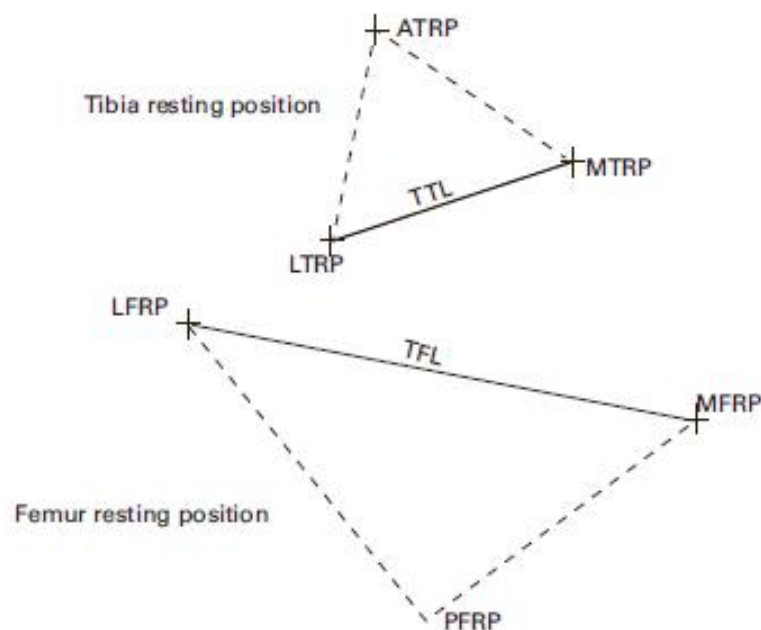 ATRP
Tibia resting position
MTRP
TTL
LTRP
LFRP
TFL
MFRP
Femur resting position
PFRP